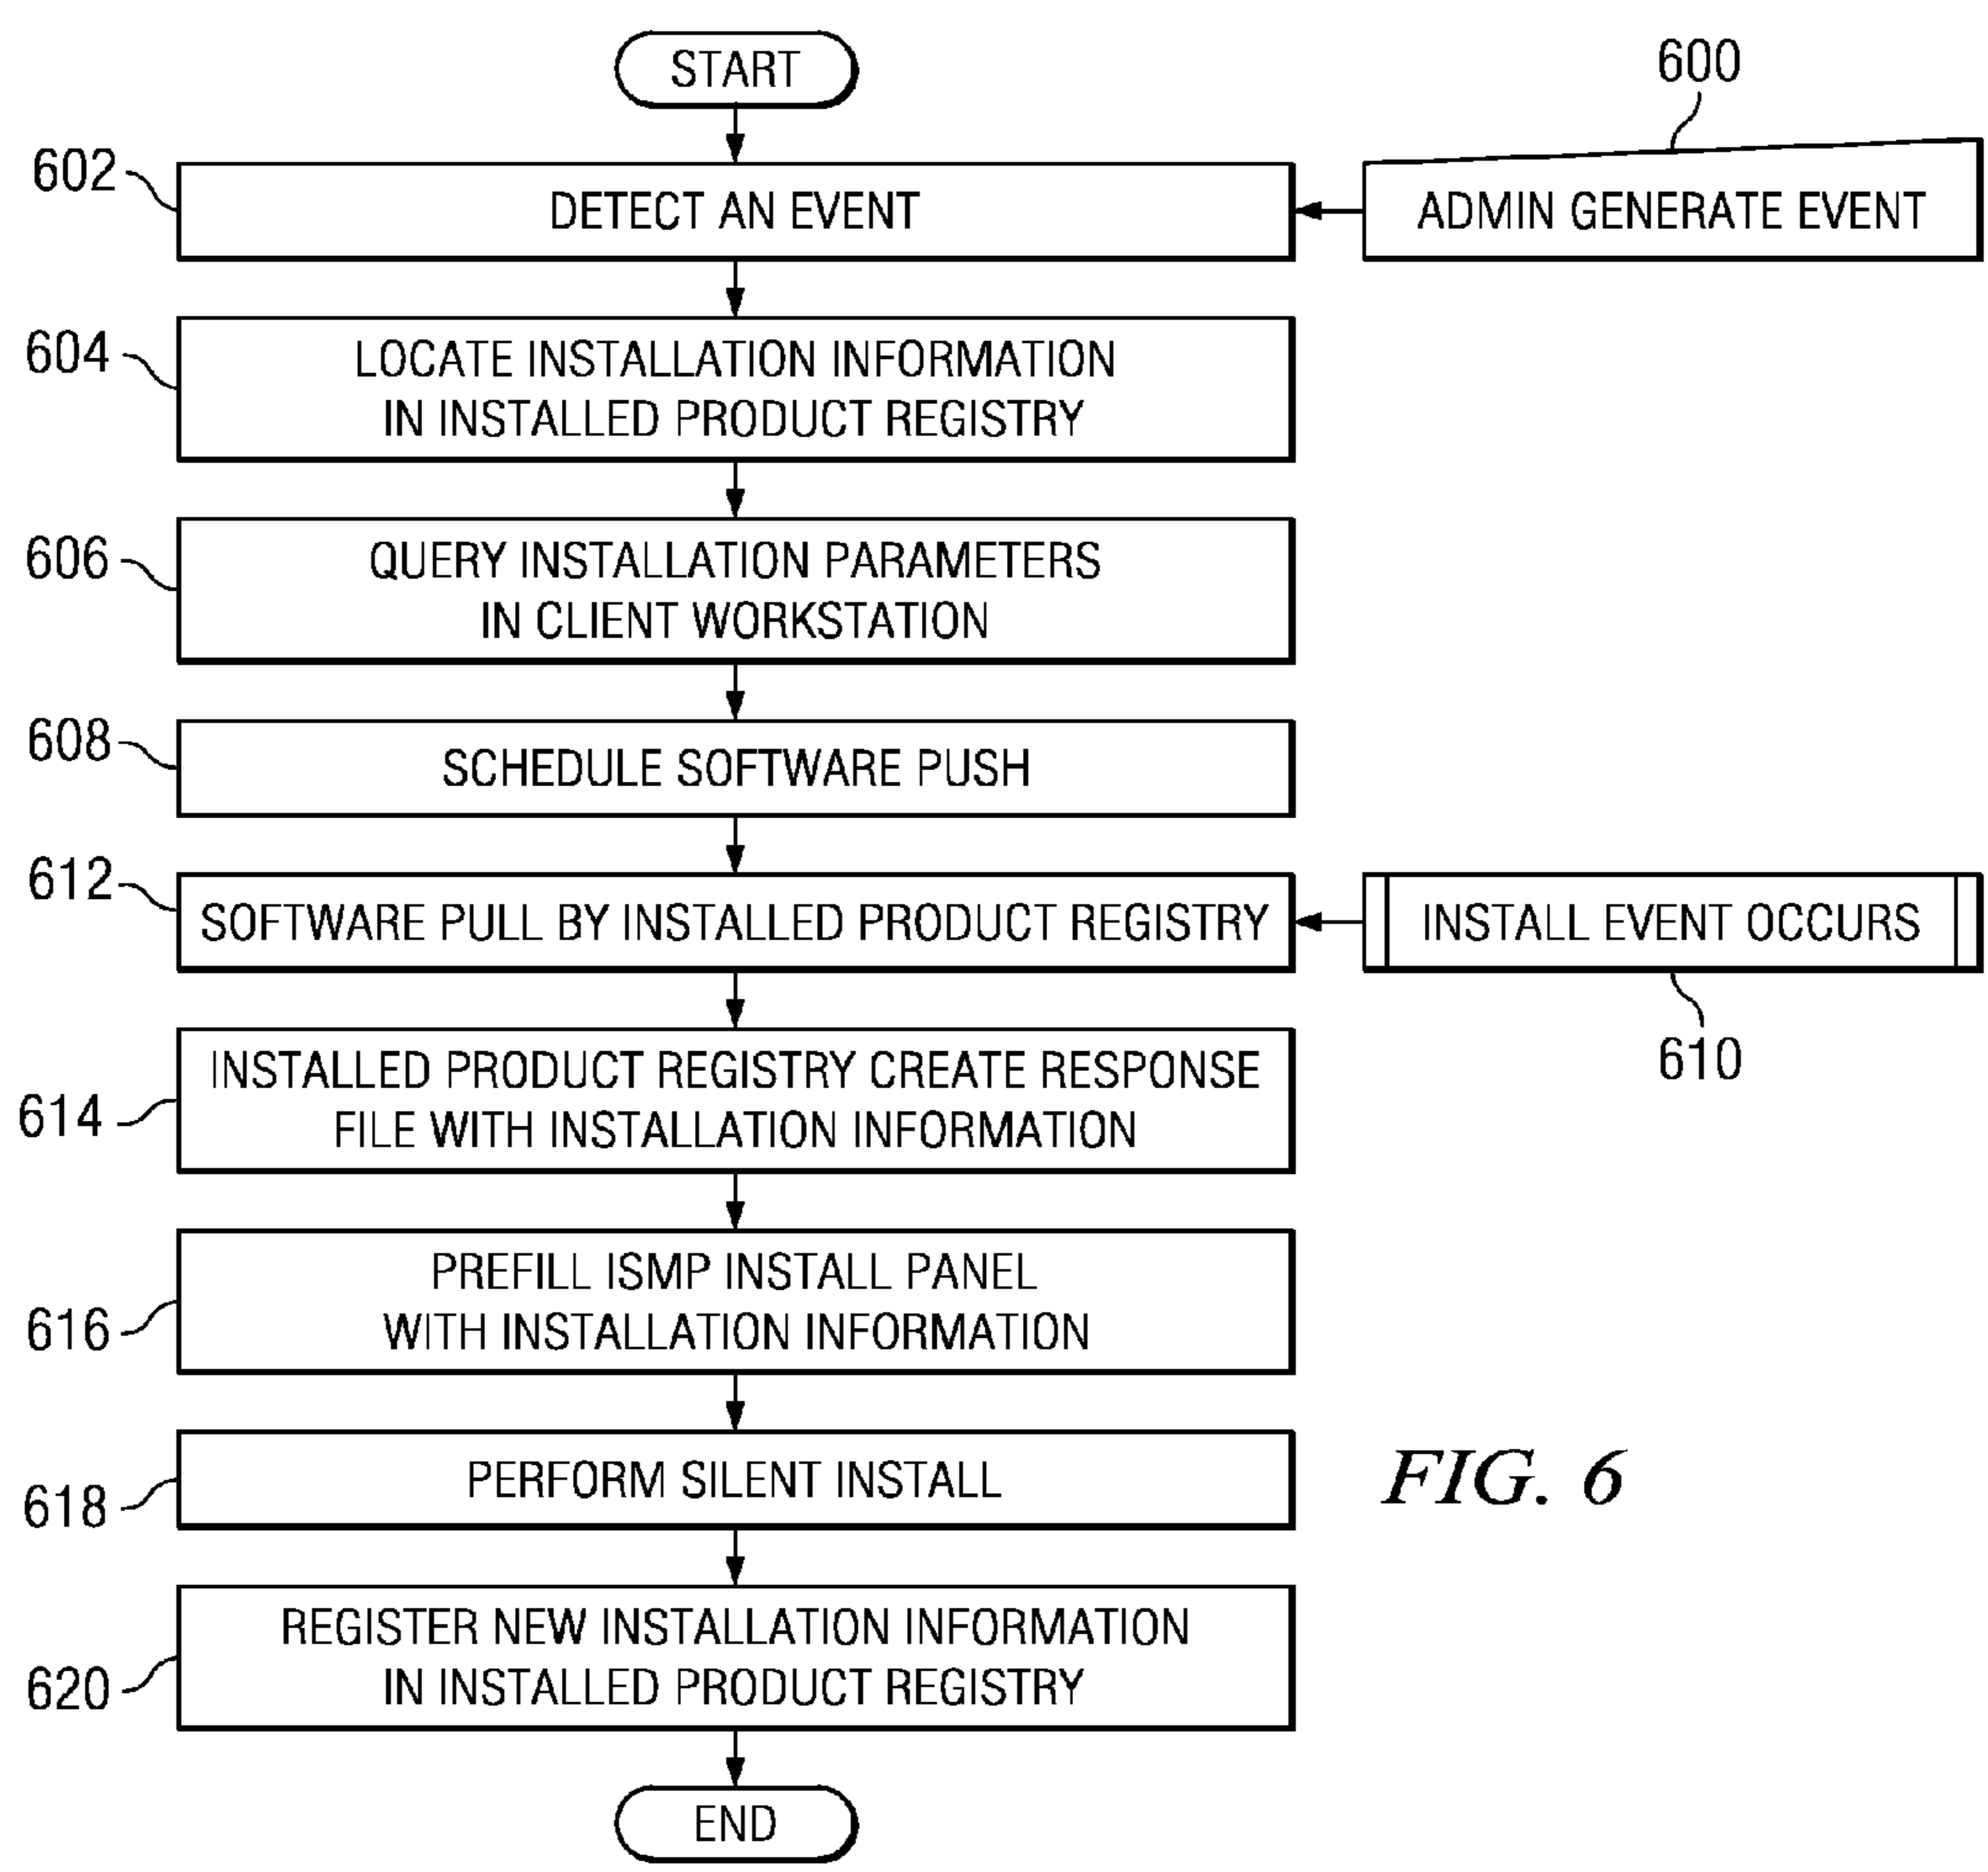 START
600
602
DETECT AN EVENT
ADMIN GENERATE EVENT
604
LOCATE INSTALLATION INFORMATION
IN INSTALLED PRODUCT REGISTRY
606
QUERY INSTALLATION PARAMETERS
IN CLIENT WORKSTATION
608
SCHEDULE SOFTWARE PUSH
612
SOFTWARE PULL BY INSTALLED PRODUCT REGISTRY
INSTALL EVENT OCCURS
610
614
INSTALLED PRODUCT REGISTRY CREATE RESPONSE
FILE WITH INSTALLATION INFORMATION
616
PREFILL ISMP INSTALL PANEL
WITH INSTALLATION INFORMATION
618
PERFORM SILENT INSTALL
FIG. 6
620
REGISTER NEW INSTALLATION INFORMATION
IN INSTALLED PRODUCT REGISTRY
END